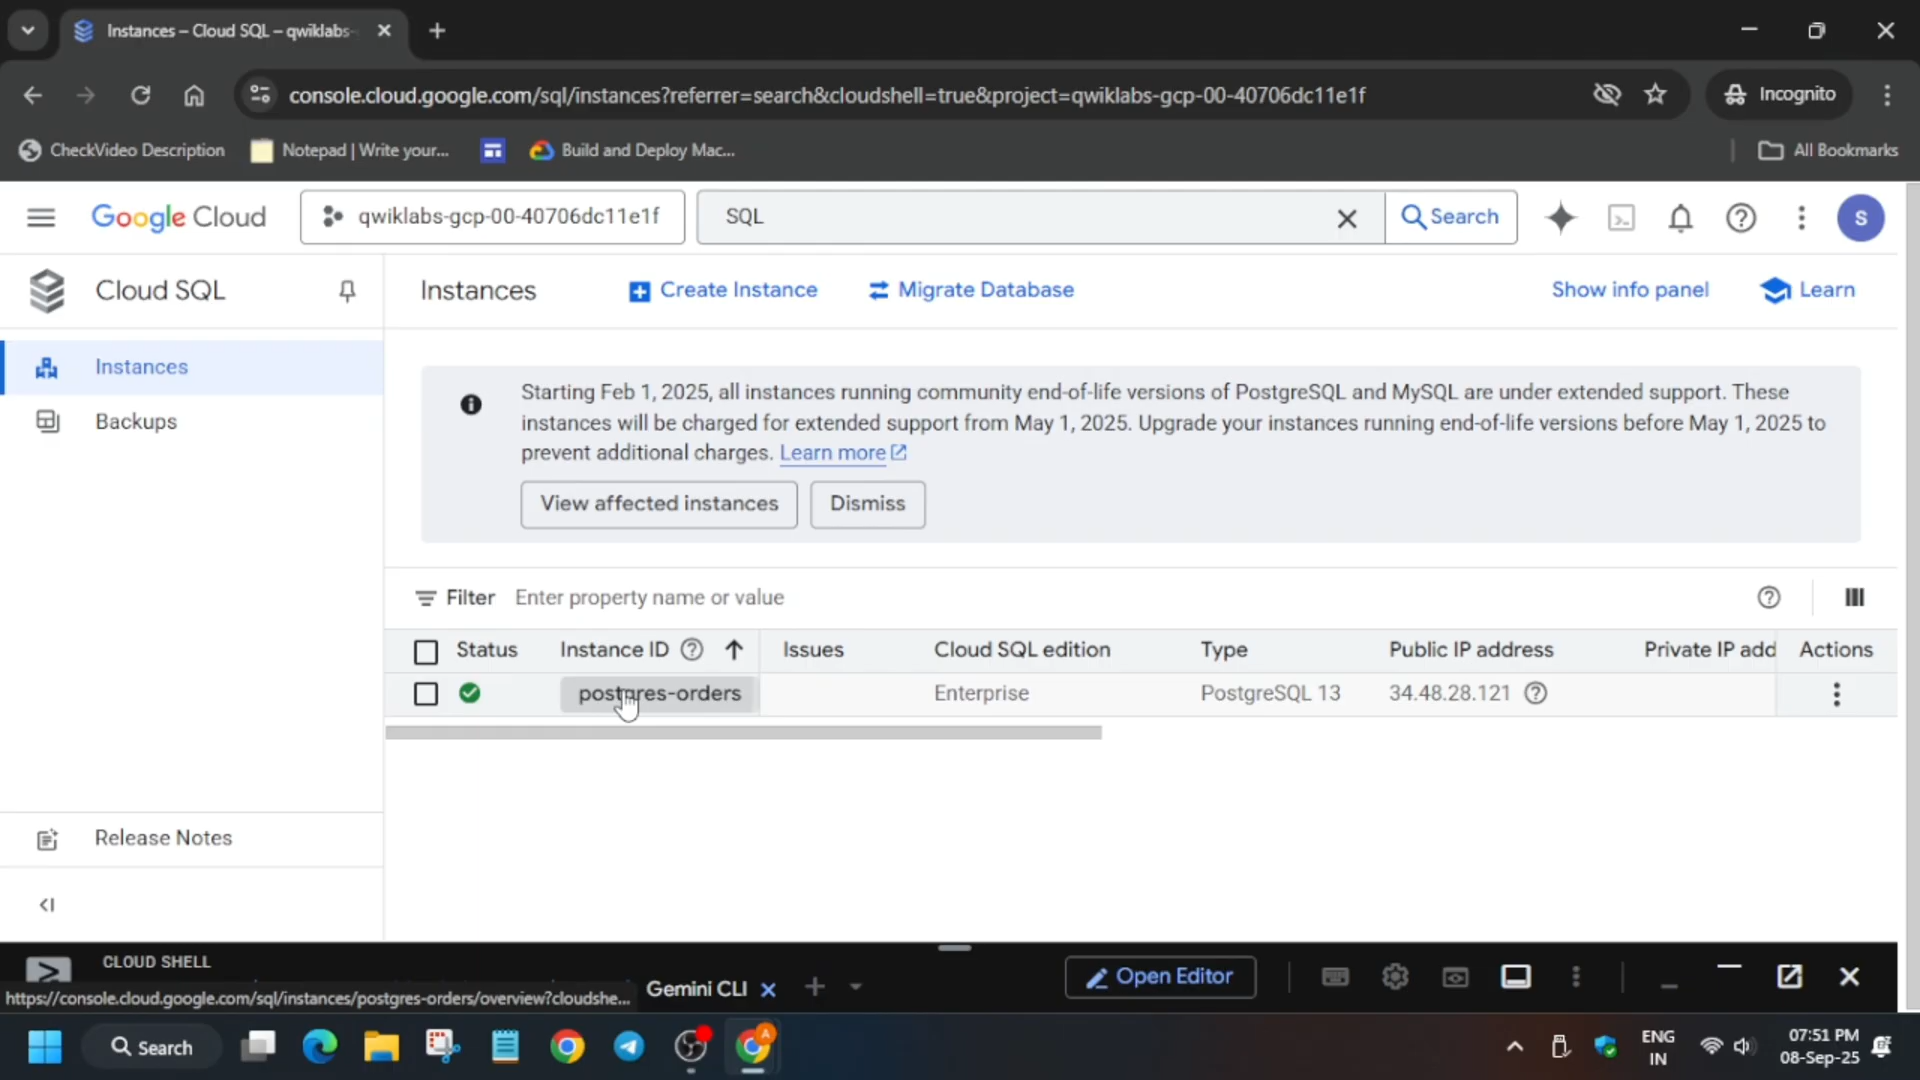 Instances – Cloud SQL – qwiklabs-
console.cloud.google.com/sql/instances?referrer=search&cloudshell=true&project=qwiklabs-gcp-00-40706dc11e1f
Incognito
CheckVideo Description
Notepad | Write your...
Build and Deploy Mac...
All Bookmarks
Google Cloud
qwiklabs-gcp-00-40706dc11e1f
SQL
Search
S
Cloud SQL
Instances
Create Instance
Migrate Database
Show info panel
Learn
Instances
Backups
Starting Feb 1, 2025, all instances running community end-of-life versions of PostgreSQL and MySQL are under extended support. These
instances will be charged for extended support from May 1, 2025. Upgrade your instances running end-of-life versions before May 1, 2025 to
prevent additional charges. Learn more
View affected instances
Dismiss
Filter Enter property name or value
Status Instance ID Issues Cloud SQL edition Type Public IP address Private IP add Actions
postgres-orders Enterprise PostgreSQL 13 34.48.28.121
Release Notes
CLOUD SHELL
Gemini CLI
Open Editor
https://console.cloud.google.com/sql/instances/postgres-orders/overview?cloudshe...
Search
ENG
IN
07:51 PM
08-Sep-25